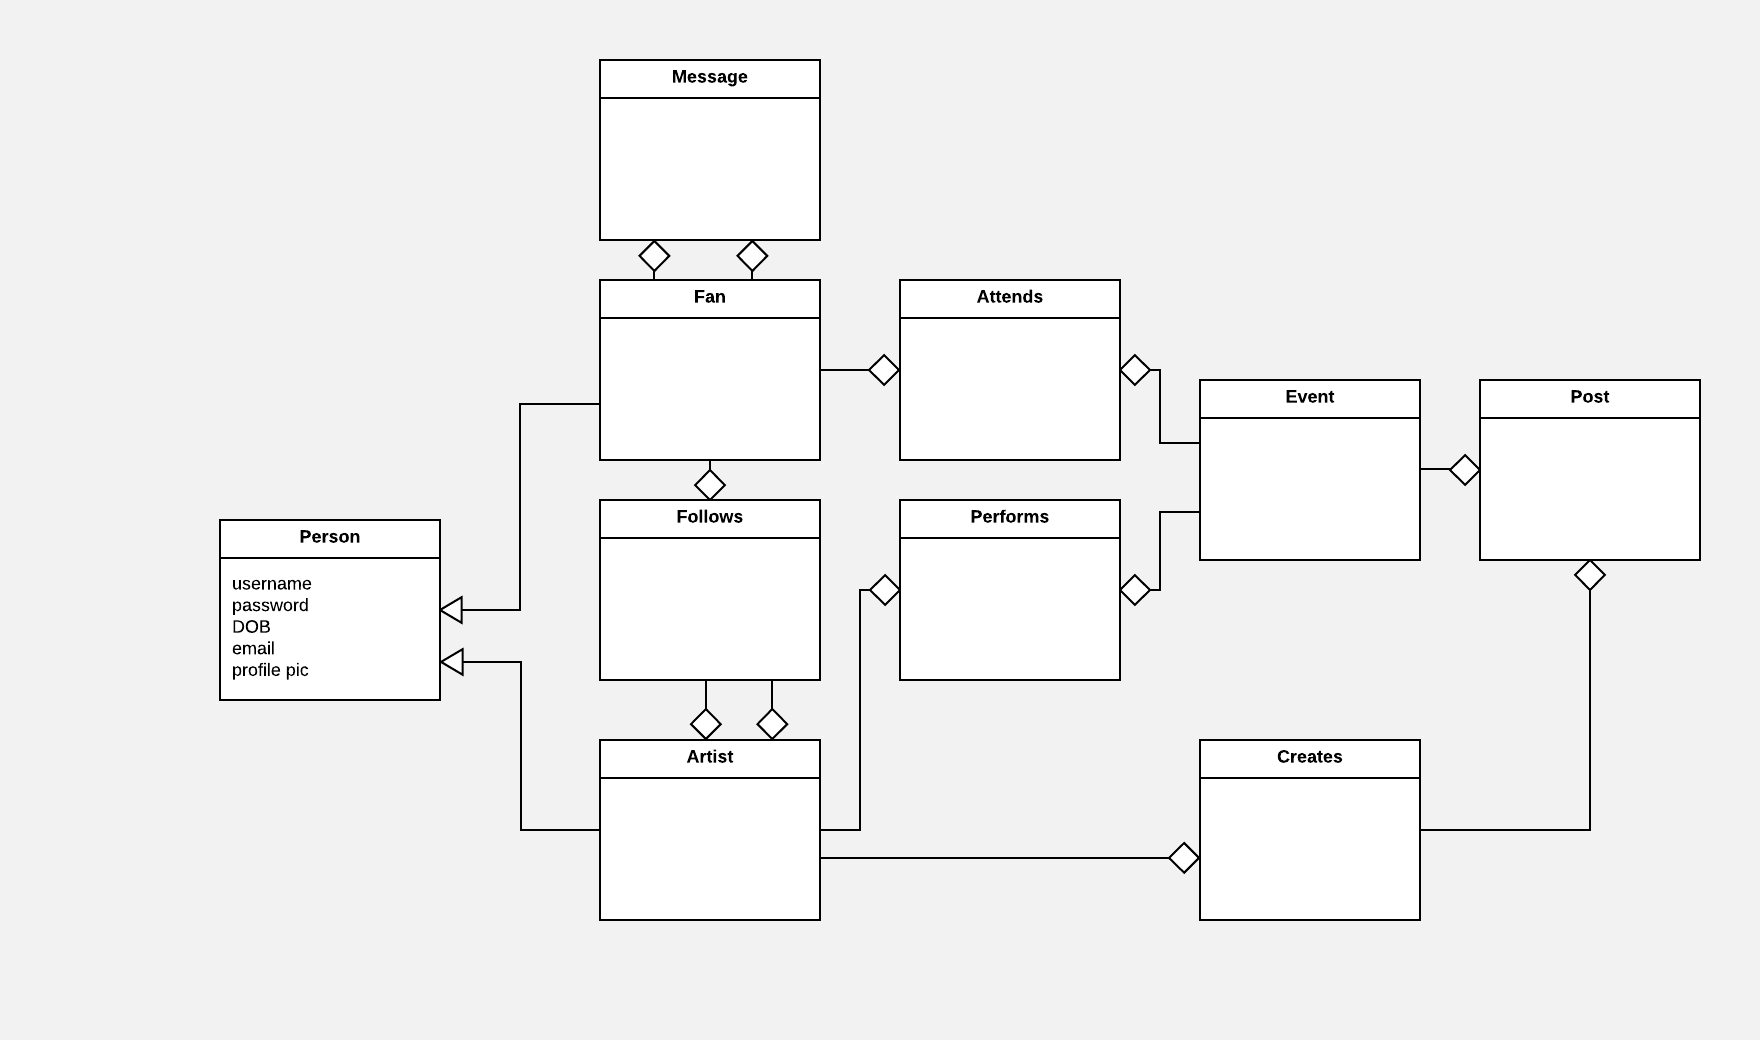 Message
Fan
Attends
Event
Post
Person
username
password
DOB
email
profile pic
Follows
Performs
Artist
Creates